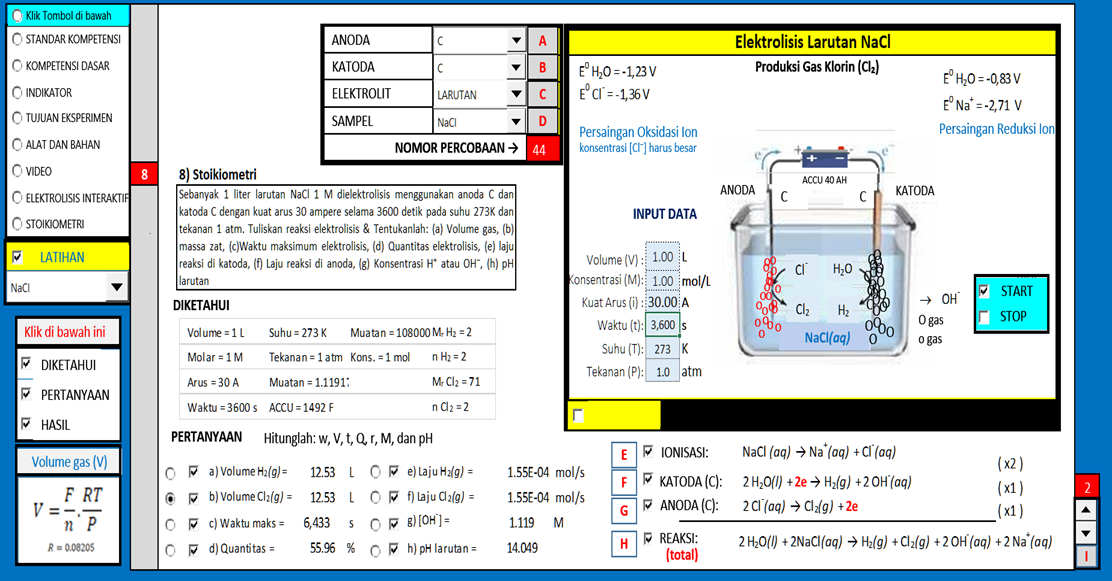 Klik Tombol di bawah
STANDAR KOMPETENSI
KOMPETENSI DASAR
INDIKATOR
TUJUAN EKSPERIMEN
ALAT DAN BAHAN
VIDEO
ELEKTROLISIS INTERAKTIF
STOIKIOMETRI
LATIHAN
NaCl
Klik di bawah ini
DIKETAHUI
PERTANYAAN
HASIL
Volume gas (V)
V = F/n . RT/P
R = 0.08205
8
ANODA C A
KATODA C B
ELEKTROLIT LARUTAN C
SAMPEL NaCl D
NOMOR PERCOBAAN → 44
8) Stoikiometri
Sebanyak 1 liter larutan NaCl 1 M dielektrolisis menggunakan anoda C dan
katoda C dengan kuat arus 30 ampere selama 3600 detik pada suhu 273K dan
tekanan 1 atm. Tuliskan reaksi elektrolisis & Tentukanlah: (a) Volume gas, (b)
massa zat, (c)Waktu maksimum elektrolisis, (d) Quantitas elektrolisis, (e) laju
reaksi di katoda, (f) Laju reaksi di anoda, (g) Konsentrasi H⁺ atau OH⁻, (h) pH
larutan
DIKETAHUI
Volume = 1 L Suhu = 273 K Muatan = 108000 Mr H₂ = 2
Molar = 1 M Tekanan = 1 atm Kons. = 1 mol n H₂ = 2
Arus = 30 A Muatan = 1.1191 Mr Cl₂ = 71
Waktu = 3600 s ACCU = 1492 F n Cl₂ = 2
PERTANYAAN Hitunglah: w, V, t, Q, r, M, dan pH
a) Volume H₂(g) = 12.53 L e) Laju H₂(g) = 1.55E-04 mol/s
b) Volume Cl₂(g) = 12.53 L f) Laju Cl₂(g) = 1.55E-04 mol/s
c) Waktu maks = 6,433 s g) [OH⁻] = 1.119 M
d) Quantitas = 55.96 % h) pH larutan = 14.049
Elektrolisis Larutan NaCl
Produksi Gas Klorin (Cl₂)
E⁰ H₂O = -1,23 V
E⁰ Cl⁻ = -1,36 V
E⁰ H₂O = -0,83 V
E⁰ Na⁺ = -2,71 V
Persaingan Oksidasi Ion
konsentrasi [Cl⁻] harus besar
Persaingan Reduksi Ion
e⁻ + - e⁻
ACCU 40 AH
ANODA C C KATODA
INPUT DATA
Volume (V) : 1.00 L
Konsentrasi (M): 1.00 mol/L
Kuat Arus (i) : 30.00 A
Waktu (t): 3,600 s
Suhu (T): 273 K
Tekanan (P): 1.0 atm
Cl⁻ H₂O
Cl₂ H₂
NaCl(aq)
→ OH⁻
O gas
o gas
START
STOP
E IONISASI: NaCl (aq) → Na⁺(aq) + Cl⁻(aq) (x2)
F KATODA (C): 2 H₂O(l) + 2e → H₂(g) + 2 OH⁻(aq) (x1)
G ANODA (C): 2 Cl⁻(aq) → Cl₂(g) + 2e (x1)
H REAKSI: 2 H₂O(l) + 2NaCl(aq) → H₂(g) + Cl₂(g) + 2 OH⁻(aq) + 2 Na⁺(aq)
(total)
2
I